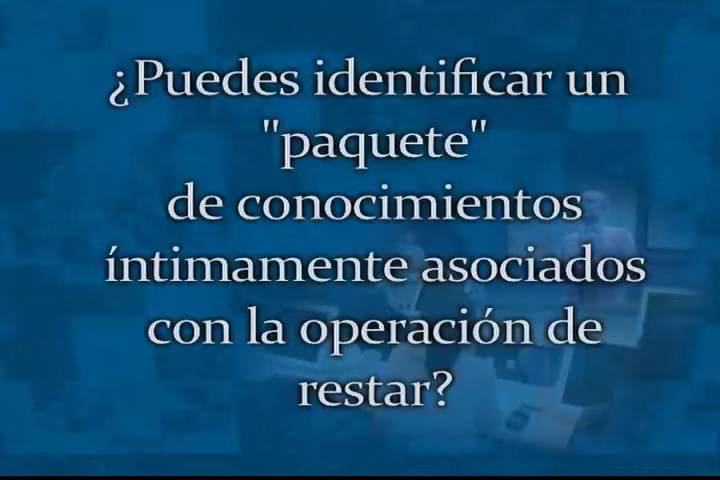 ¿Puedes identificar un
"paquete"
de conocimientos
íntimamente asociados
con la operación de
restar?